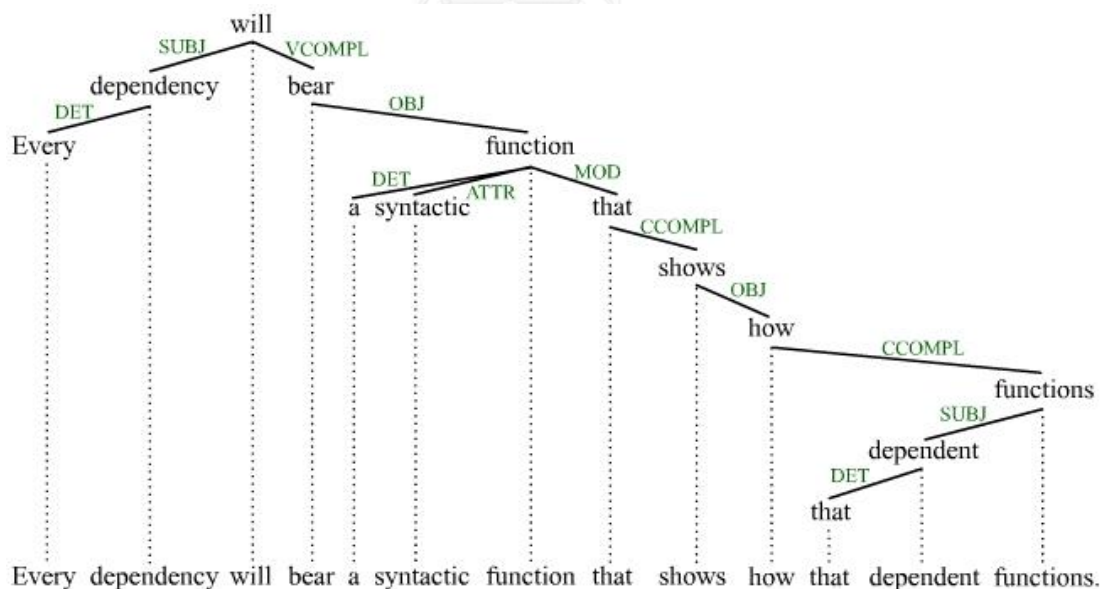 will
SUBJ VCOMPL
dependency bear
DET OBJ
Every function
DET ATTR MOD
a syntactic that
CCOMPL
shows
OBJ
how
CCOMPL
functions
SUBJ
dependent
DET
that
Every dependency will bear a syntactic function that shows how that dependent functions.